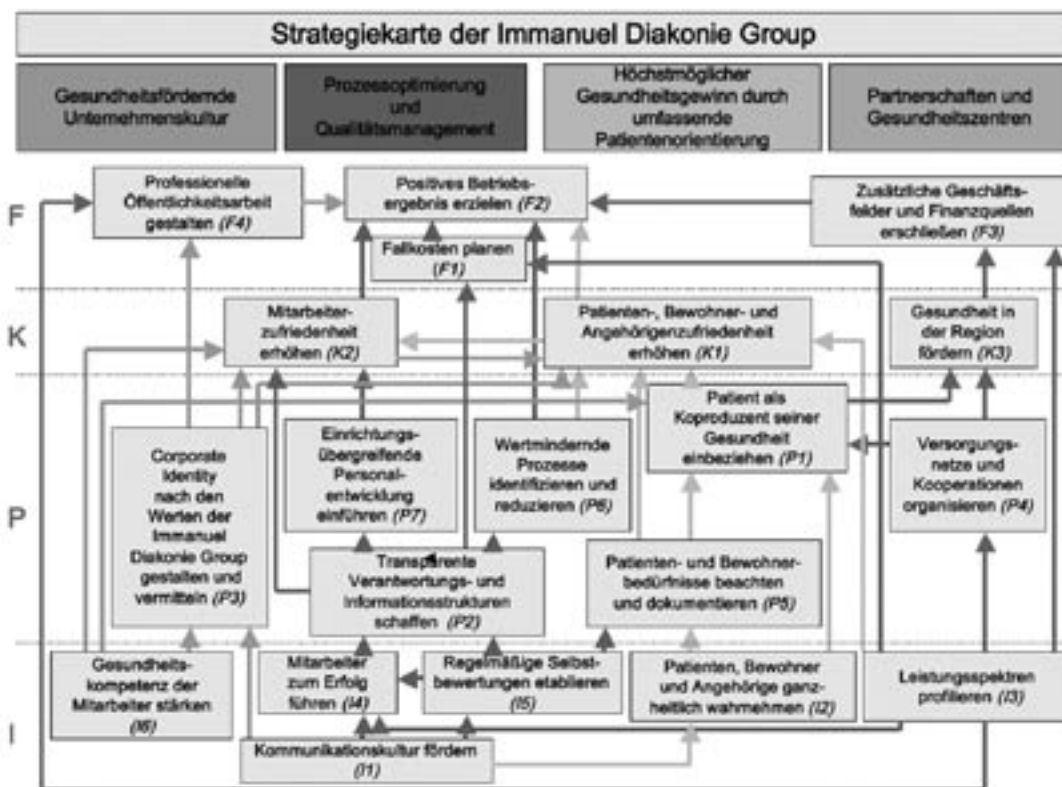 Strategiekarte der Immanuel Diakonie Group
Gesundheitsfördernde
Unternehmenskultur
Prozessoptimierung
und
Qualitätsmanagement
Höchstmöglicher
Gesundheitsgewinn durch
umfassende
Patientenorientierung
Partnerschaften und
Gesundheitszentren
F
Professionelle
Öffentlichkeitsarbeit
gestalten (F4)
Positives Betriebs-
ergebnis erzielen (F2)
Fallkosten planen
(F1)
Zusätzliche Geschäfts-
felder und Finanzquellen
erschließen (F3)
K
Mitarbeiter-
zufriedenheit
erhöhen (K2)
Patienten-, Bewohner- und
Angehörigenzufriedenheit
erhöhen (K1)
Gesundheit in
der Region
fördern (K3)
P
Corporate
Identity
nach den
Werten der
Immanuel
Diakonie Group
gestalten und
vermitteln (P3)
Einrichtungs-
übergreifende
Personal-
entwicklung
einführen (P7)
Wertmindernde
Prozesse
identifizieren und
reduzieren (P6)
Patient als
Koproduzent seiner
Gesundheit
einbeziehen (P1)
Versorgungs-
netze und
Kooperationen
organisieren (P4)
Transparente
Verantwortungs- und
Informationsstrukturen
schaffen (P2)
Patienten- und Bewohner-
bedürfnisse beachten
und dokumentieren (P5)
I
Gesundheits-
kompetenz der
Mitarbeiter stärken
(I6)
Mitarbeiter
zum Erfolg
führen (I4)
Regelmäßige Selbst-
bewertungen etablieren
(I5)
Patienten, Bewohner
und Angehörige ganz-
heitlich wahrnehmen (I2)
Leistungsspektren
profilieren (I3)
Kommunikationskultur fördern
(I1)